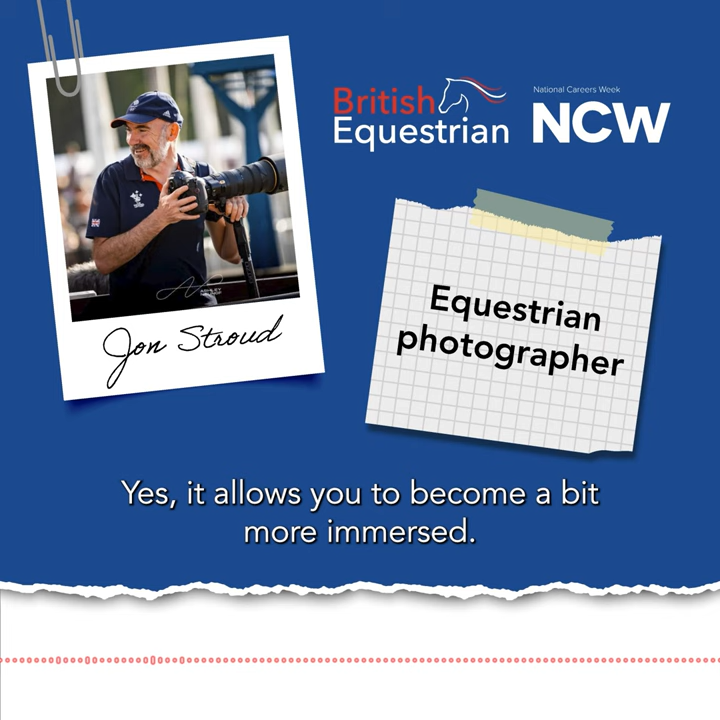 British
Equestrian
National Careers Week
NCW
Jon Stroud
Equestrian
photographer
Yes, it allows you to become a bit
more immersed.